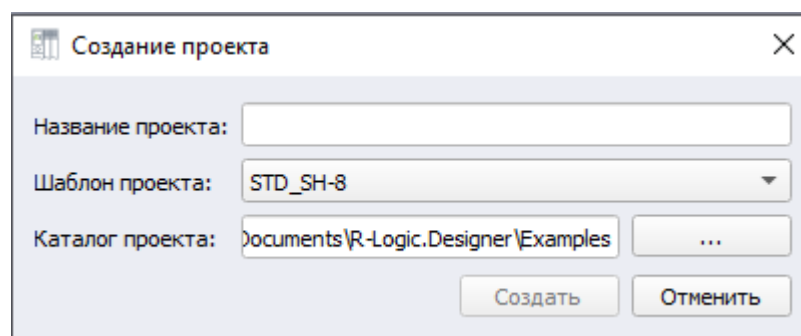 Создание проекта
Название проекта:
Шаблон проекта: STD_SH-8
Каталог проекта: Documents\R-Logic.Designer\Examples ...
Создать Отменить